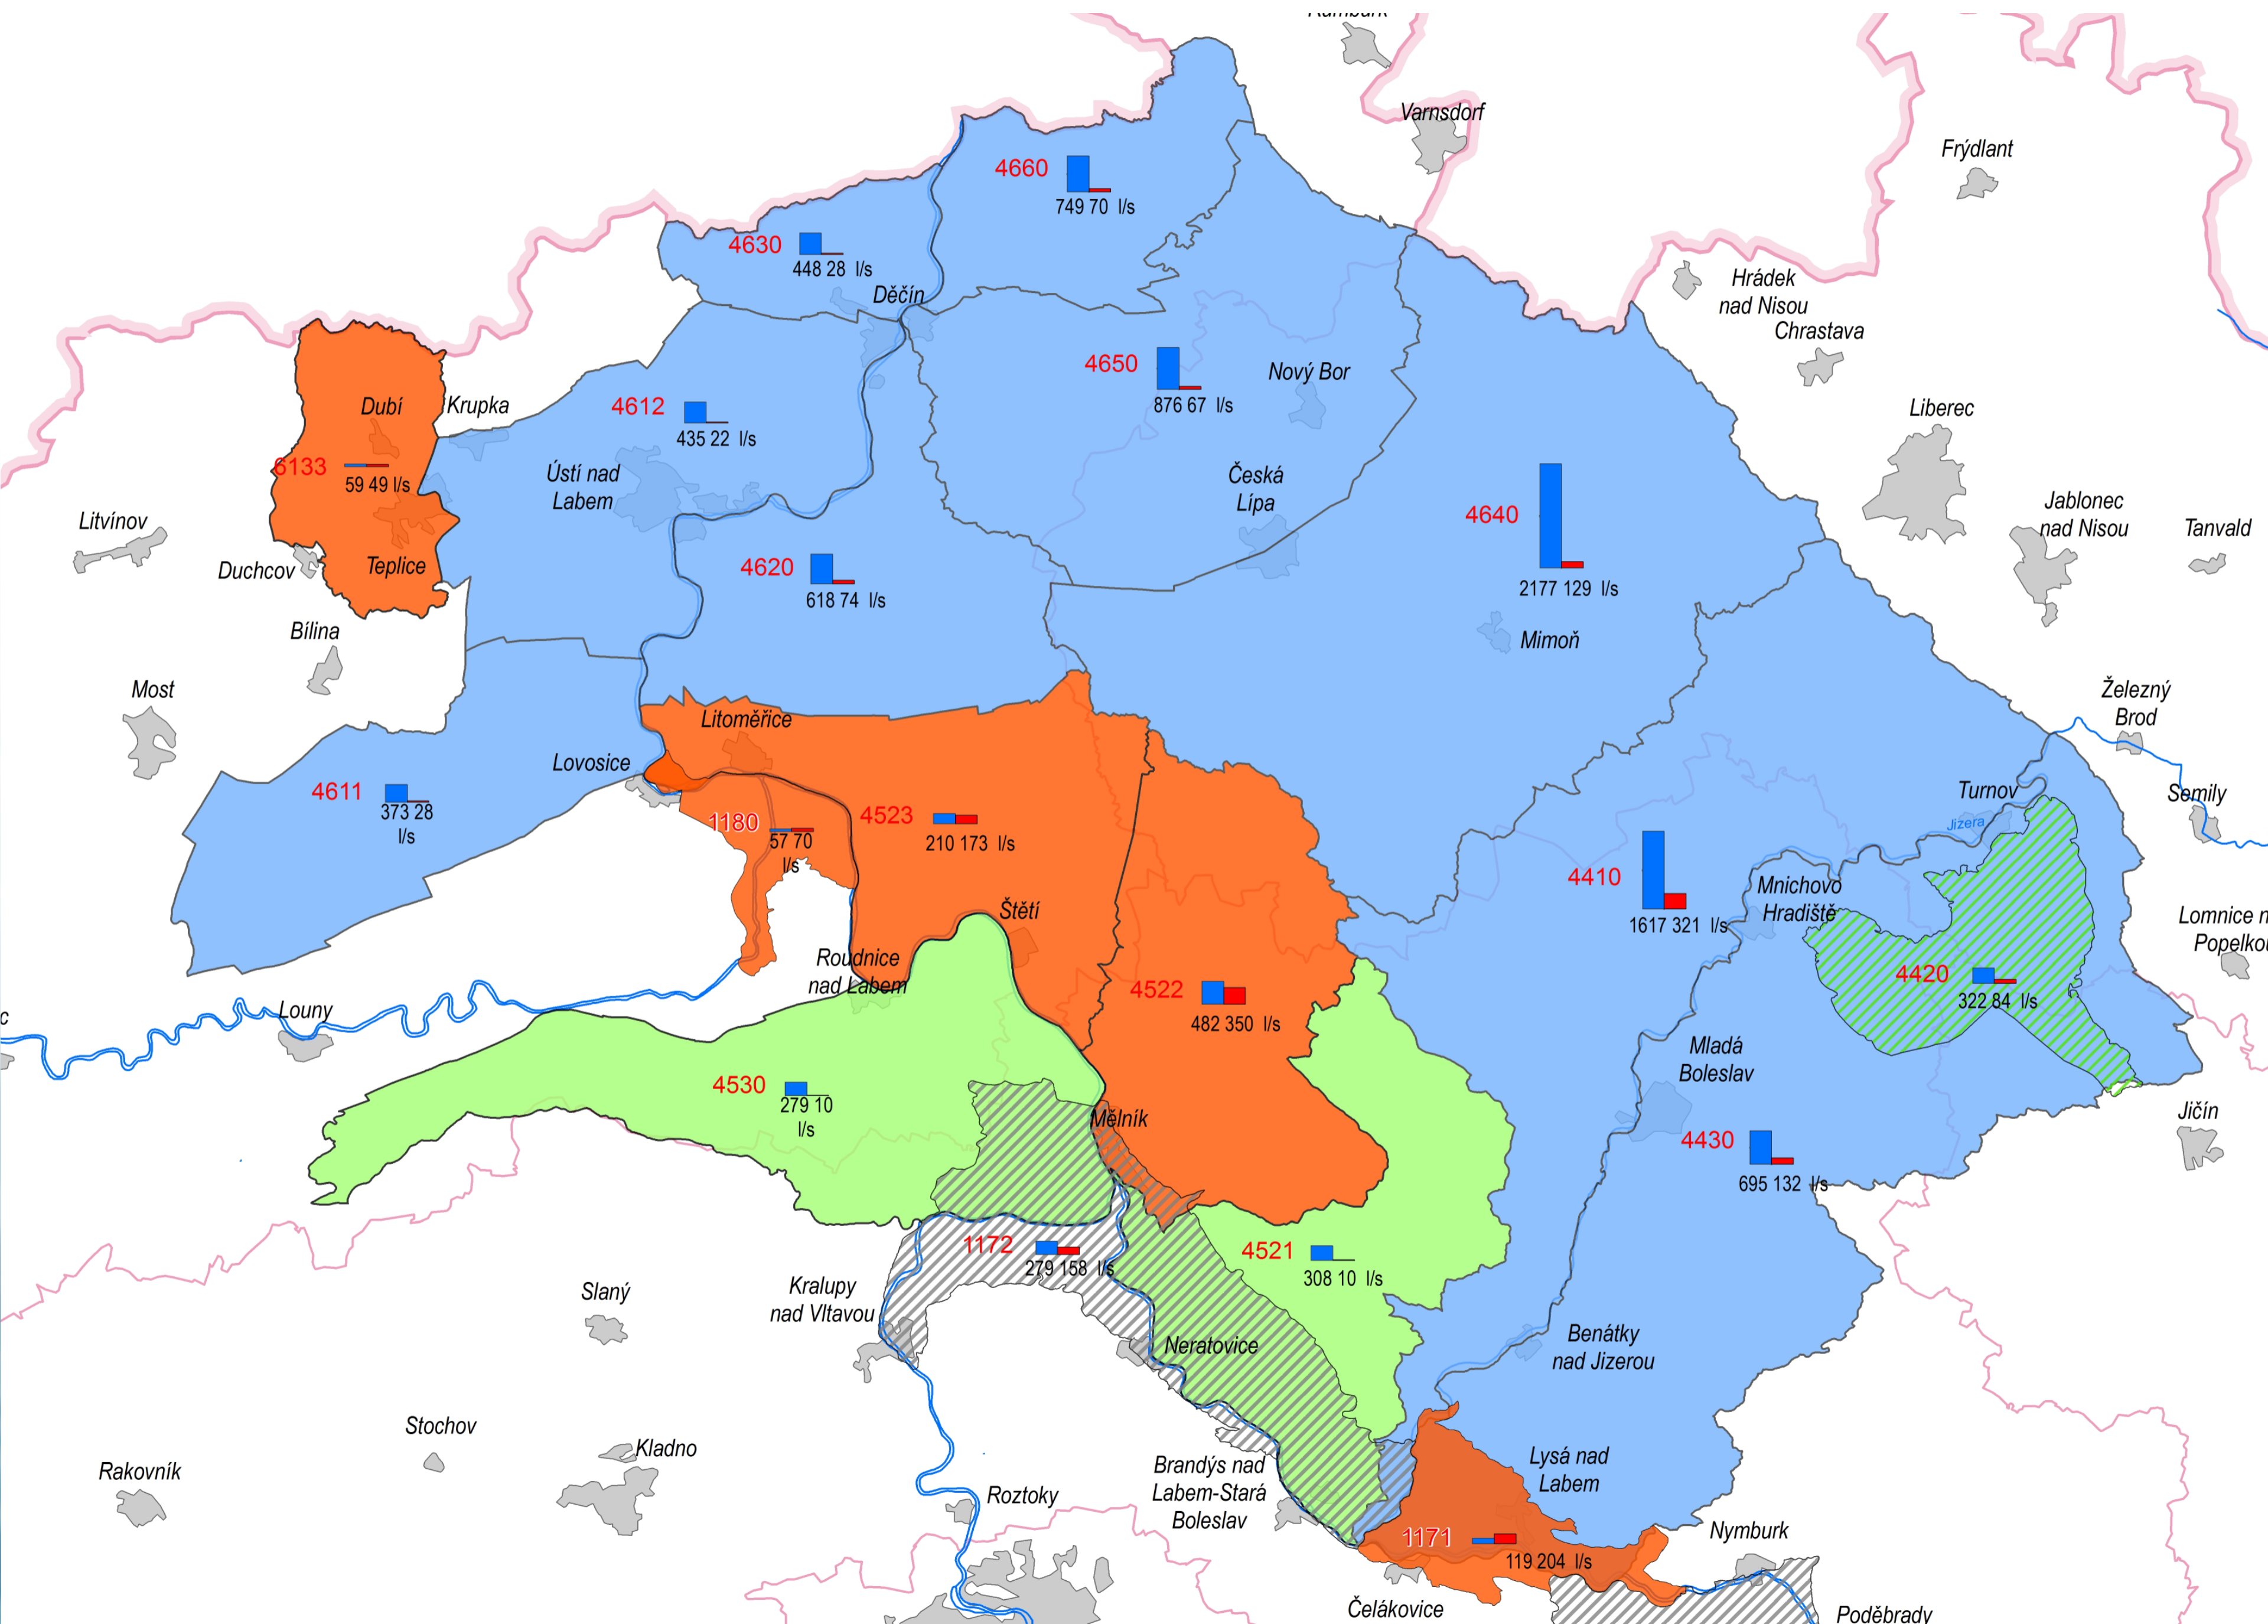 Varnsdorf
Frýdlant
4660
749 70 l/s
4630
448 28 l/s
Děčín
Hrádek
nad Nisou
Chrastava
4650
876 67 l/s
Nový Bor
Dubí
Krupka
4612
435 22 l/s
Liberec
6133
59 49 l/s
Ústí nad
Labem
Česká
Lípa
4640
2177 129 l/s
Jablonec
nad Nisou
Tanvald
Litvínov
Duchcov
Teplice
4620
618 74 l/s
Bílina
Mimoň
Most
Železný
Brod
Litoměřice
Lovosice
4611
373 28
l/s
1180
57 70
l/s
4523
210 173 l/s
Turnov
Jizera
Semily
4410
1617 321 l/s
Mnichovo
Hradiště
Štětí
Lomnice n
Popelkou
Roudnice
nad Labem
4522
482 350 l/s
4420
322 84 l/s
c
Louny
Mladá
Boleslav
4530
279 10
l/s
Mělník
Jičín
4430
695 132 l/s
1172
279 158 l/s
4521
308 10 l/s
Slaný
Kralupy
nad Vltavou
Neratovice
Benátky
nad Jizerou
Stochov
Kladno
Rakovník
Brandýs nad
Labem-Stará
Boleslav
Roztoky
Lysá nad
Labem
1171
119 204 l/s
Nymburk
Čelákovice
Poděbrady